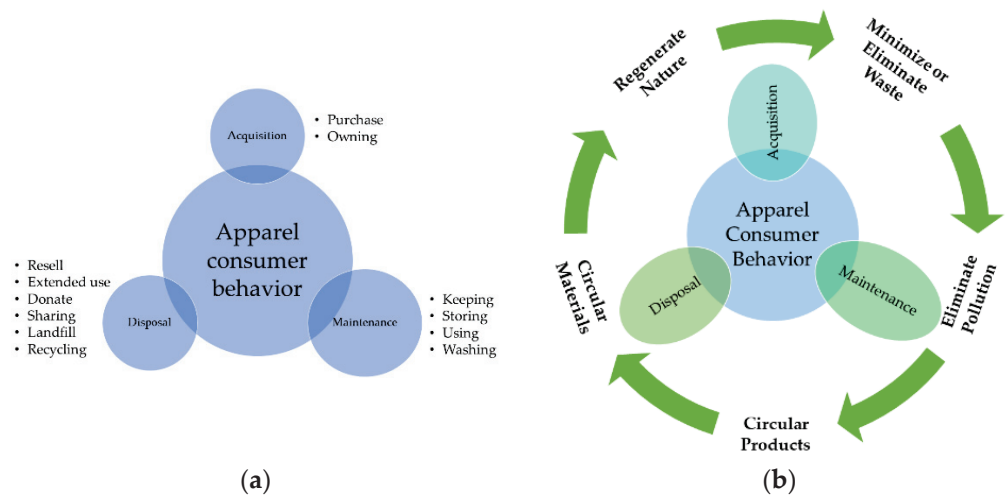 Acquisition
• Purchase
• Owning
Apparel
consumer
behavior
• Resell
• Extended use
• Donate
• Sharing
• Landfill
• Recycling
Disposal
Maintenance
• Keeping
• Storing
• Using
• Washing
(a)
Regenerate
Nature
Minimize or
Eliminate
Waste
Acquisition
Apparel
Consumer
Behavior
Disposal
Maintenance
Circular
Materials
Eliminate
Pollution
Circular
Products
(b)